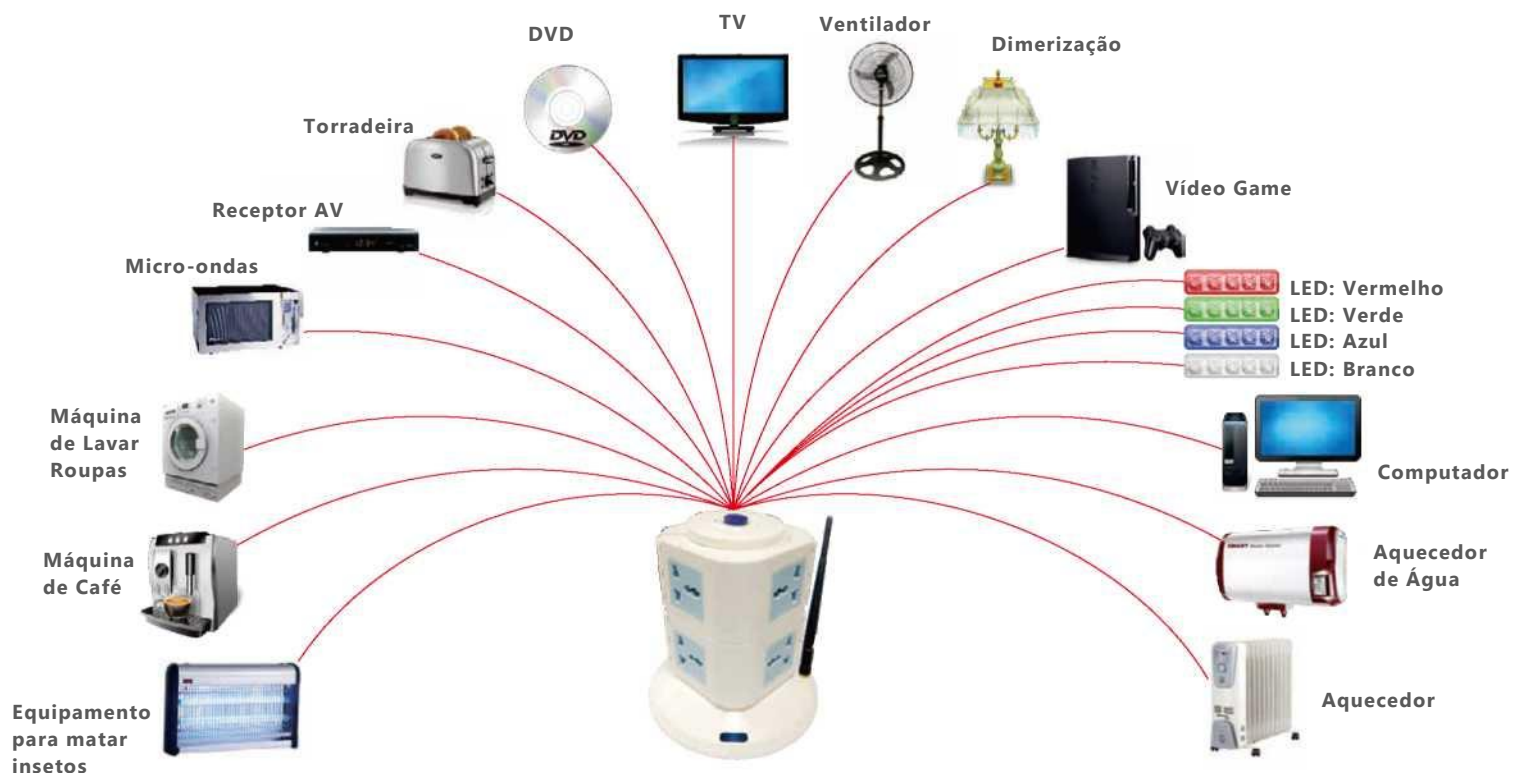 TV
DVD
Ventilador
Dimerização
Torradeira
DVD
Vídeo Game
Receptor AV
Micro-ondas
LED: Vermelho
LED: Verde
LED: Azul
LED: Branco
Máquina
de Lavar
Roupas
Computador
Máquina
de Café
Aquecedor
de Água
Equipamento
para matar
insetos
Aquecedor